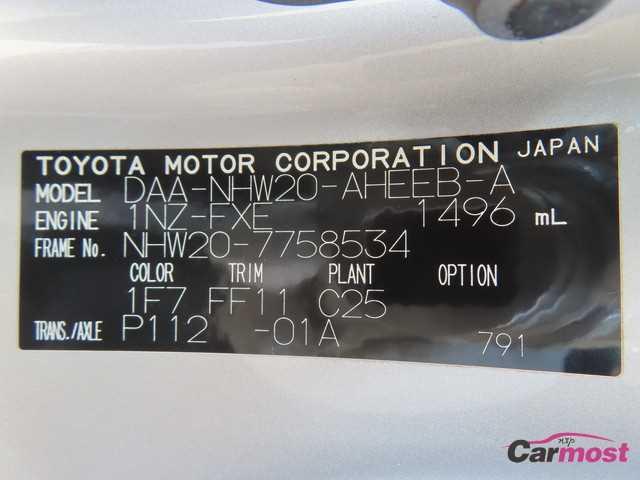 TOYOTA MOTOR CORPORATION JAPAN
MODEL DAA-NHW20-AHEEB-A
ENGINE 1NZ-FXE 1496 mL
FRAME No. NHW20-7758534
COLOR TRIM PLANT OPTION
1F7 FF11 C25
TRANS./AXLE P112 -01A 791
nxp
Carmost